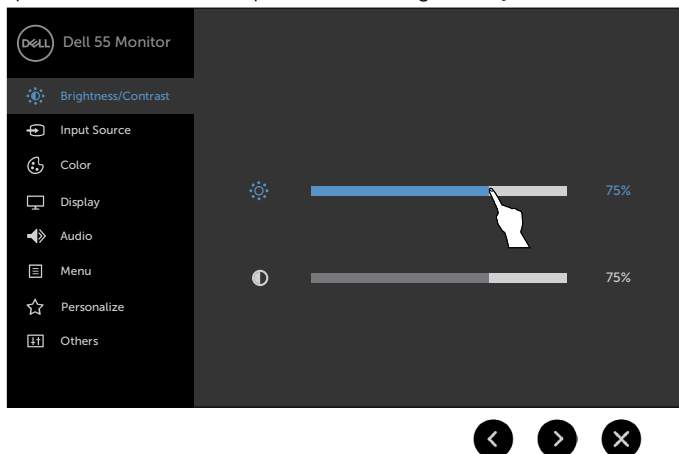 DELL Dell 55 Monitor
Brightness/Contrast
Input Source
Color
Display
Audio
Menu
Personalize
Others
75%
75%